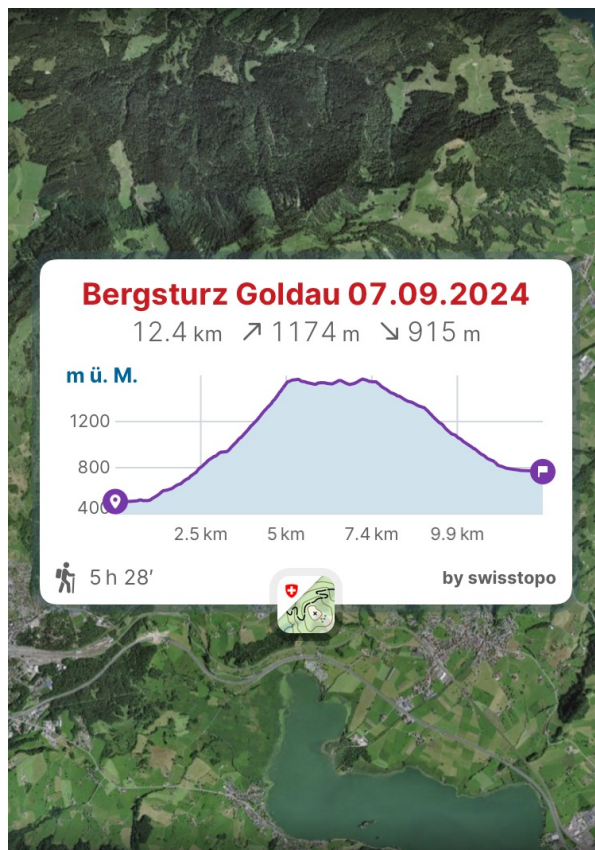 Bergsturz Goldau 07.09.2024
12.4 km ↗ 1174 m ↘ 915 m
m ü. M.
1200
800
400
2.5 km 5 km 7.4 km 9.9 km
5 h 28′
by swisstopo